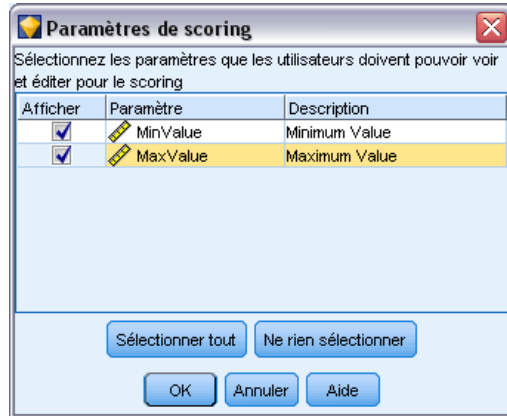 Paramètres de scoring
Sélectionnez les paramètres que les utilisateurs doivent pouvoir voir
et éditer pour le scoring
Afficher Paramètre Description
MinValue Minimum Value
MaxValue Maximum Value
Sélectionner tout Ne rien sélectionner
OK Annuler Aide